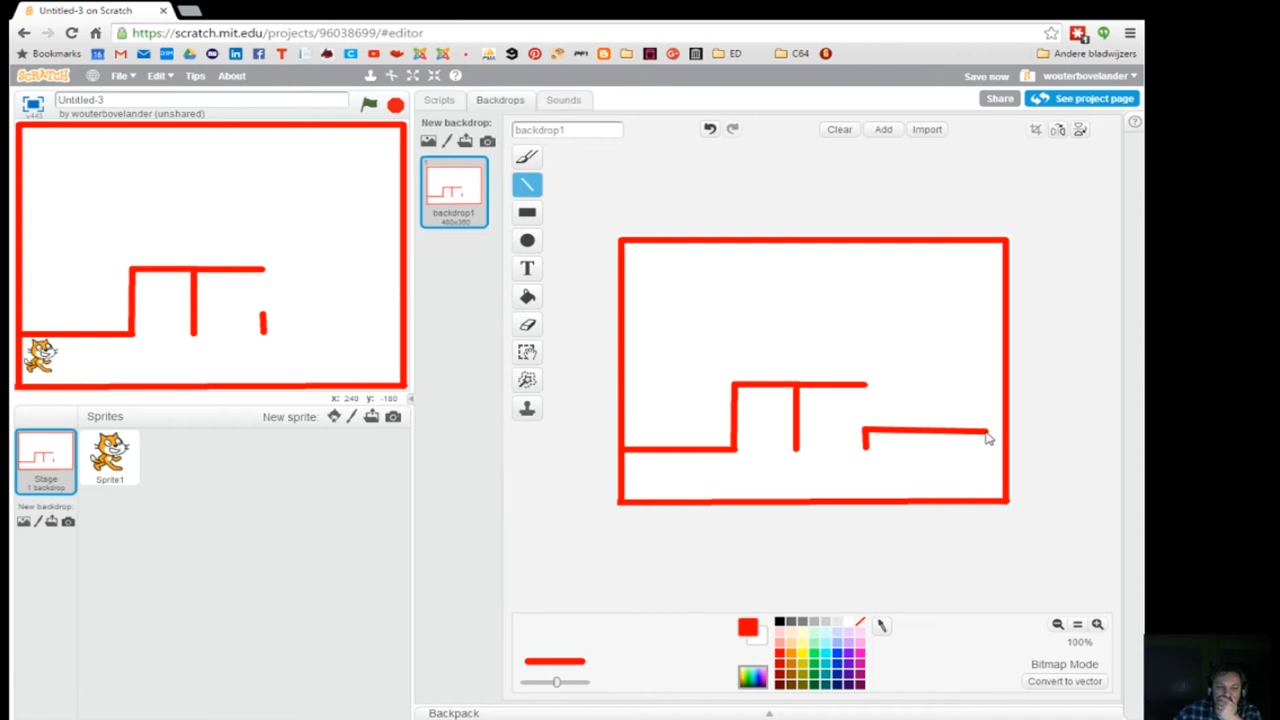 Untitled-3 on Scratch
https://scratch.mit.edu/projects/96038699/#editor
Bookmarks
ED
C64
Andere bladwijzers
SCRATCH
File
Edit
Tips
About
Save now
wouterbovelander
Untitled-3
by wouterbovelander (unshared)
v443
Scripts
Backdrops
Sounds
Share
See project page
New backdrop:
backdrop1
Clear
Add
Import
1
backdrop1
480x360
T
x: 240 y: -180
Sprites
New sprite:
Stage
1 backdrop
Sprite1
New backdrop:
100%
Bitmap Mode
Convert to vector
Backpack